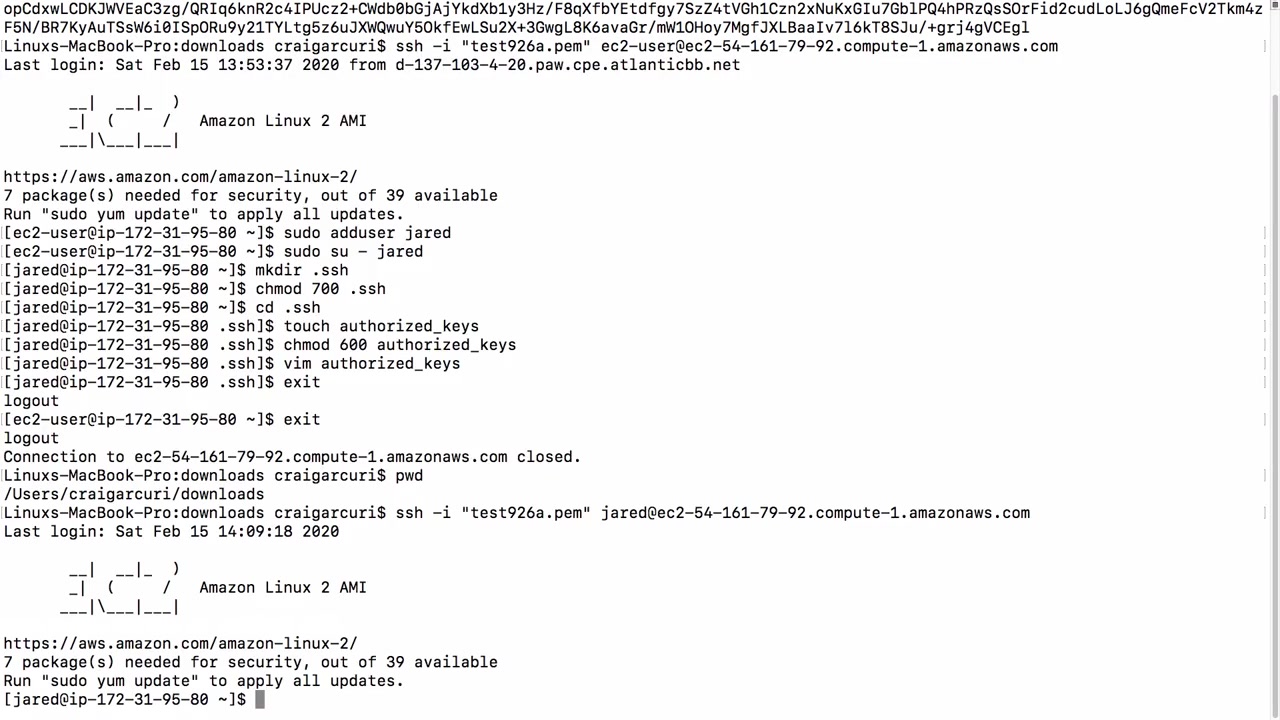 opCdxwLCDKJWVEaC3zg/QRIq6knR2c4IPUcz2+CWdb0bGjAjYkdXb1y3Hz/F8qXfbYEtdfgy7SzZ4tVGh1Czn2xNuKxGIu7GblPQ4hPRzQsSOrFid2cudLoLJ6gQmeFcV2Tkm4z
F5N/BR7KyAuTSsW6i0ISpORu9y21TYLtg5z6uJXWQwuY5OkfEwLSu2X+3GwgL8K6avaGr/mW1OHoy7MgfJXLBaaIv7l6kT8SJu/+grj4gVCEgl
Linuxs-MacBook-Pro:downloads craigarcuri$ ssh -i "test926a.pem" ec2-user@ec2-54-161-79-92.compute-1.amazonaws.com
Last login: Sat Feb 15 13:53:37 2020 from d-137-103-4-20.paw.cpe.atlanticbb.net
       __|  __|_  )
       _|  (     /   Amazon Linux 2 AMI
      ___|\___|___|
https://aws.amazon.com/amazon-linux-2/
7 package(s) needed for security, out of 39 available
Run "sudo yum update" to apply all updates.
[ec2-user@ip-172-31-95-80 ~]$ sudo adduser jared
[ec2-user@ip-172-31-95-80 ~]$ sudo su - jared
[jared@ip-172-31-95-80 ~]$ mkdir .ssh
[jared@ip-172-31-95-80 ~]$ chmod 700 .ssh
[jared@ip-172-31-95-80 ~]$ cd .ssh
[jared@ip-172-31-95-80 .ssh]$ touch authorized_keys
[jared@ip-172-31-95-80 .ssh]$ chmod 600 authorized_keys
[jared@ip-172-31-95-80 .ssh]$ vim authorized_keys
[jared@ip-172-31-95-80 .ssh]$ exit
logout
[ec2-user@ip-172-31-95-80 ~]$ exit
logout
Connection to ec2-54-161-79-92.compute-1.amazonaws.com closed.
Linuxs-MacBook-Pro:downloads craigarcuri$ pwd
/Users/craigarcuri/downloads
Linuxs-MacBook-Pro:downloads craigarcuri$ ssh -i "test926a.pem" jared@ec2-54-161-79-92.compute-1.amazonaws.com
Last login: Sat Feb 15 14:09:18 2020
       __|  __|_  )
       _|  (     /   Amazon Linux 2 AMI
      ___|\___|___|
https://aws.amazon.com/amazon-linux-2/
7 package(s) needed for security, out of 39 available
Run "sudo yum update" to apply all updates.
[jared@ip-172-31-95-80 ~]$